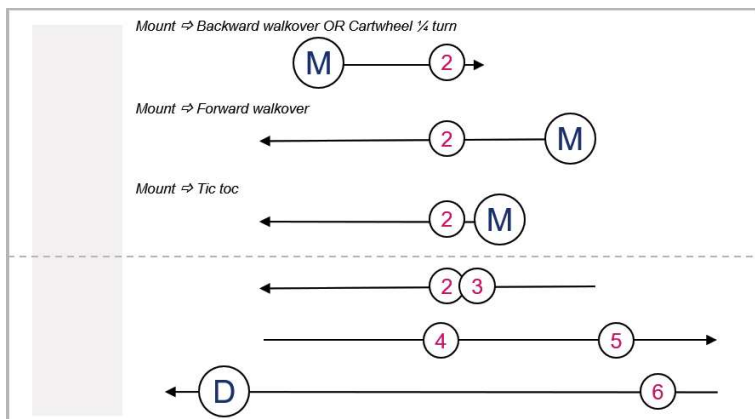 Mount ⇨ Backward walkover OR Cartwheel ¼ turn
M 2
Mount ⇨ Forward walkover
2 M
Mount ⇨ Tic toc
2 M
2 3
4 5
D 6